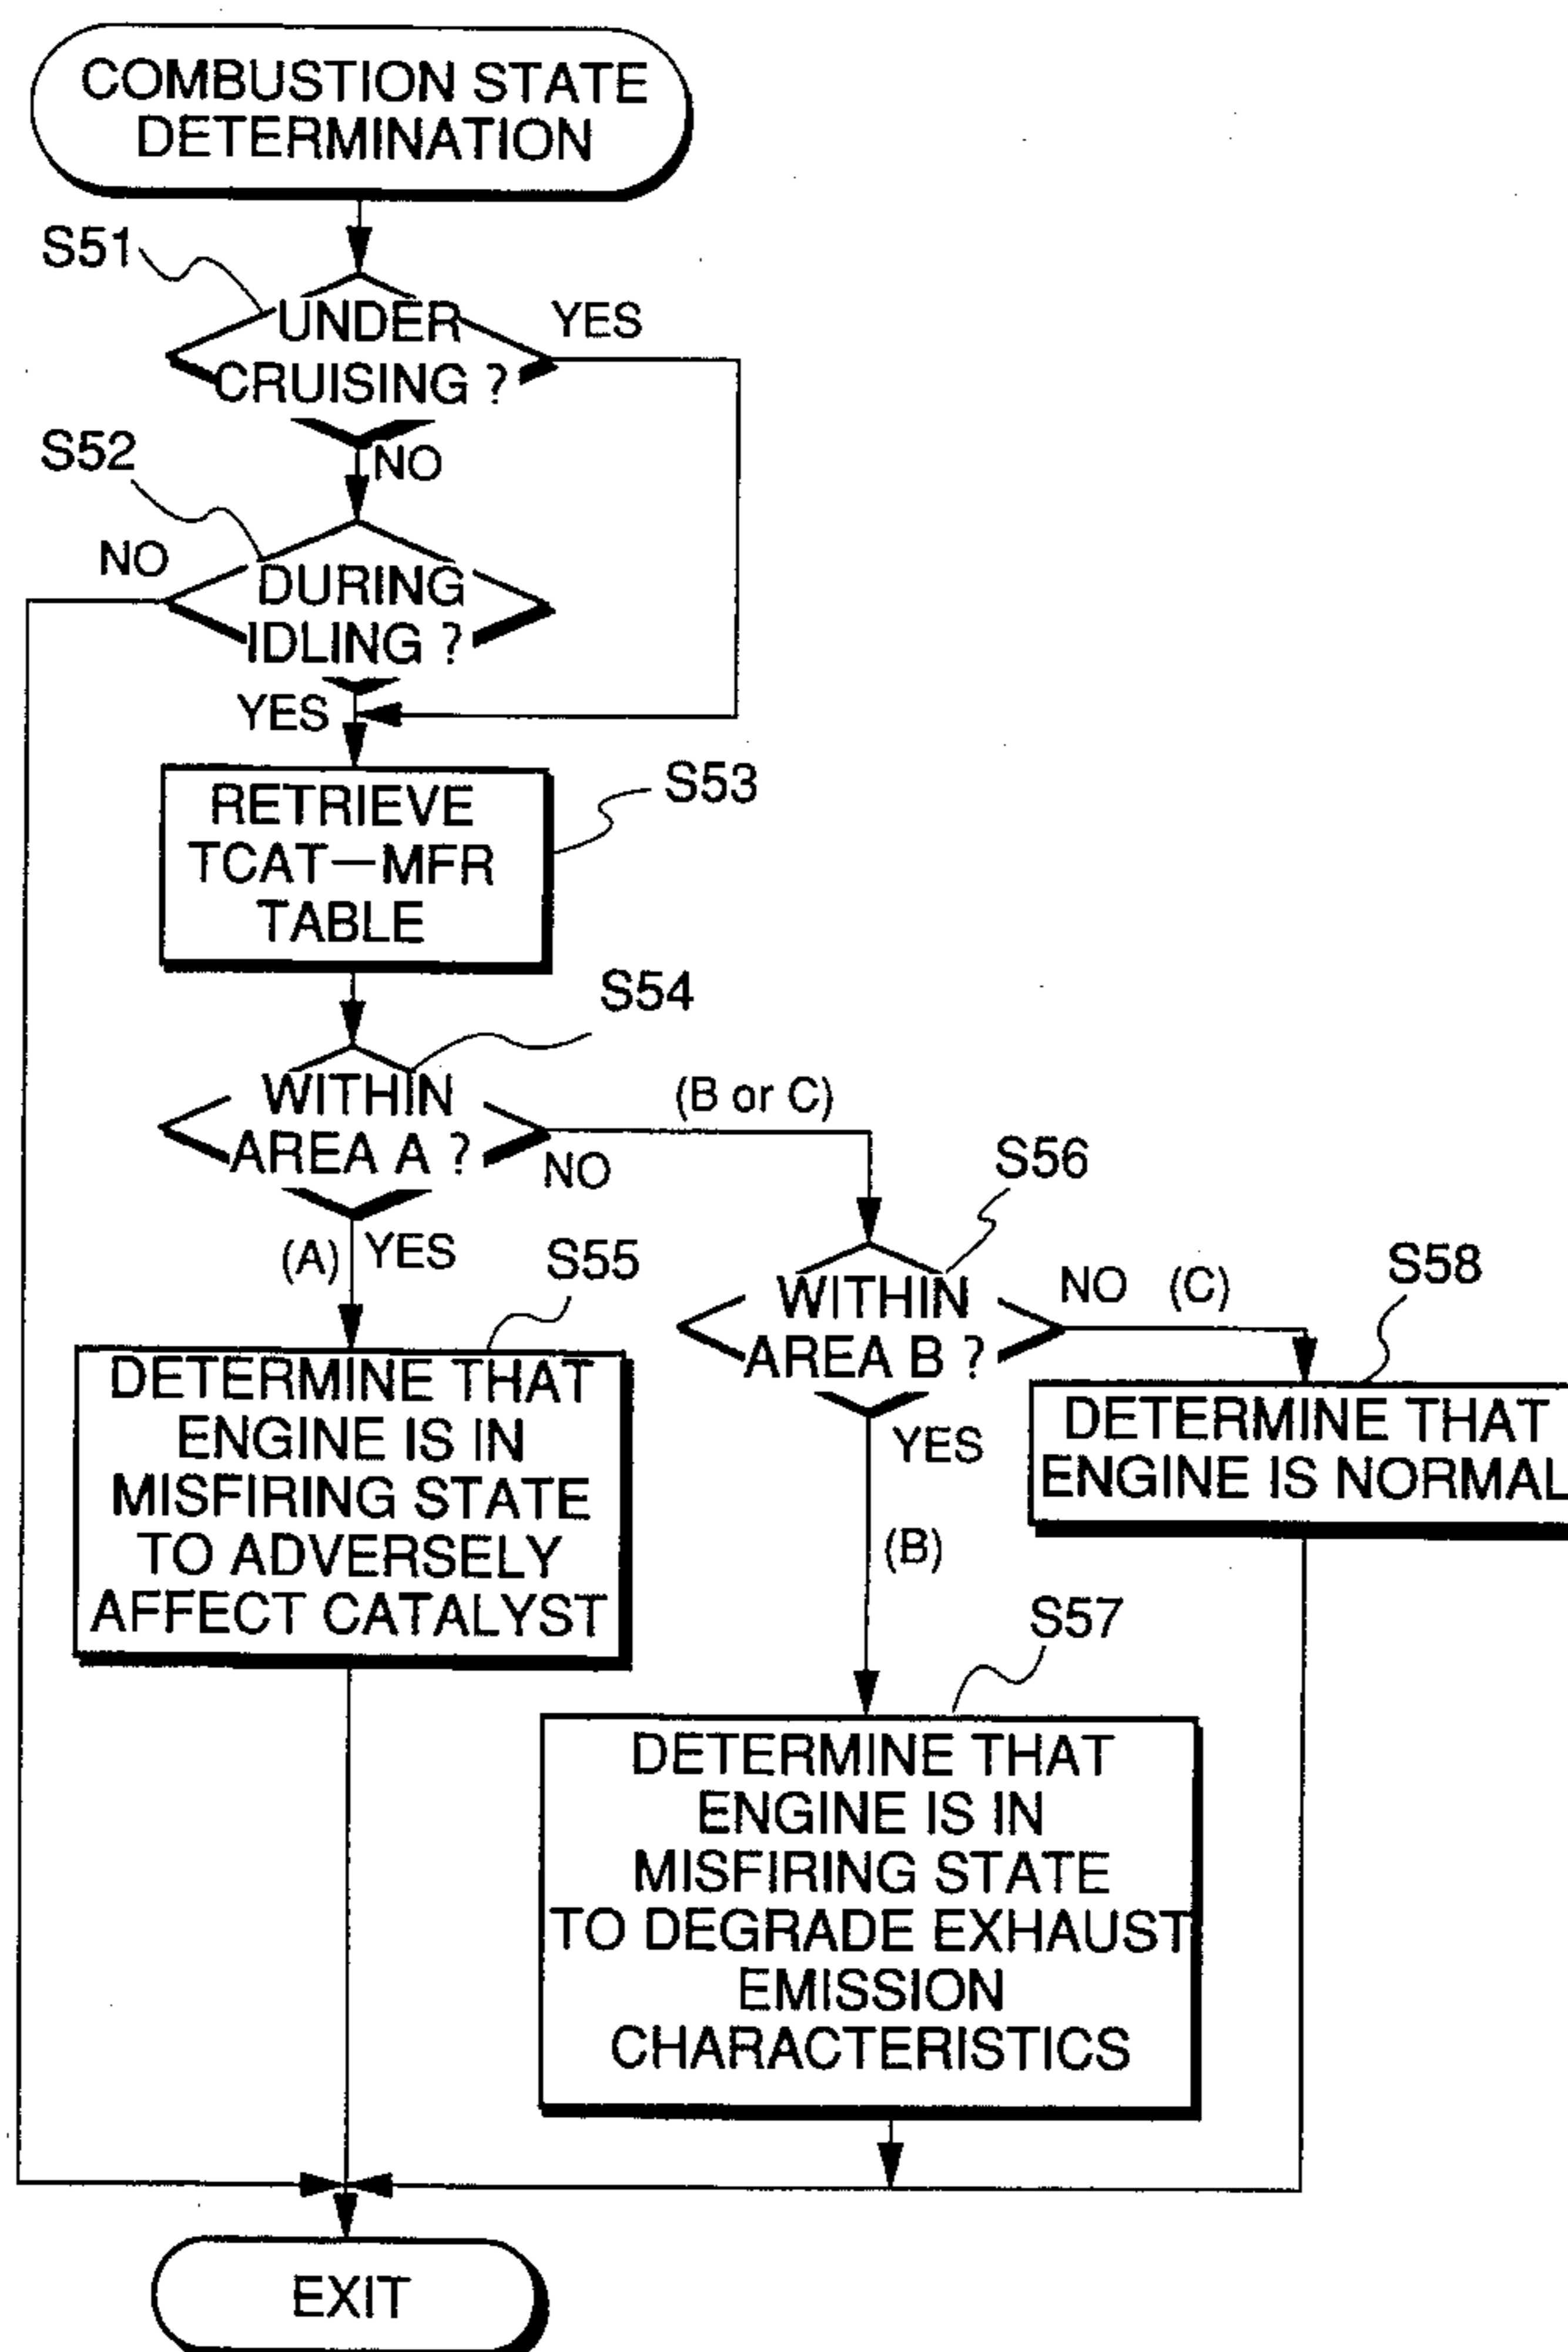 COMBUSTION STATE
DETERMINATION
S51
UNDER
CRUISING ?
YES
NO
S52
NO
DURING
IDLING ?
YES
RETRIEVE
TCAT—MFR
TABLE
S53
S54
WITHIN
AREA A ?
(B or C)
NO
(A)
YES
S55
S56
WITHIN
AREA B ?
NO (C)
S58
YES
(B)
DETERMINE THAT
ENGINE IS IN
MISFIRING STATE
TO ADVERSELY
AFFECT CATALYST
DETERMINE THAT
ENGINE IS NORMAL
S57
DETERMINE THAT
ENGINE IS IN
MISFIRING STATE
TO DEGRADE EXHAUST
EMISSION
CHARACTERISTICS
EXIT